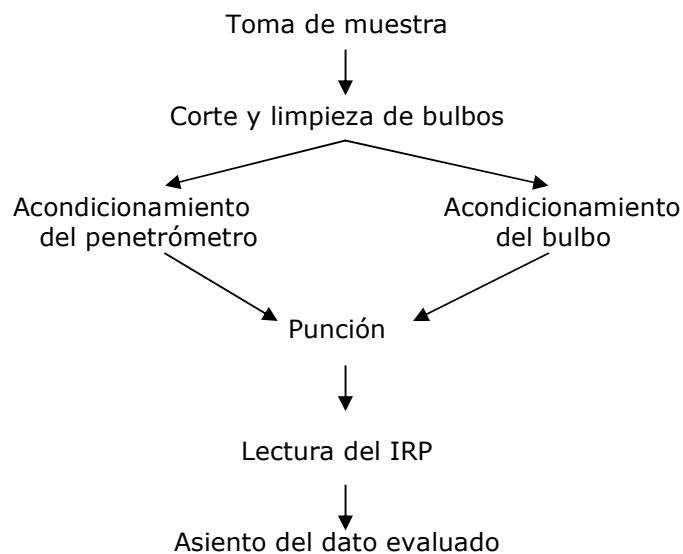 Toma de muestra
Corte y limpieza de bulbos
Acondicionamiento
del penetrómetro
Acondicionamiento
del bulbo
Punción
Lectura del IRP
Asiento del dato evaluado